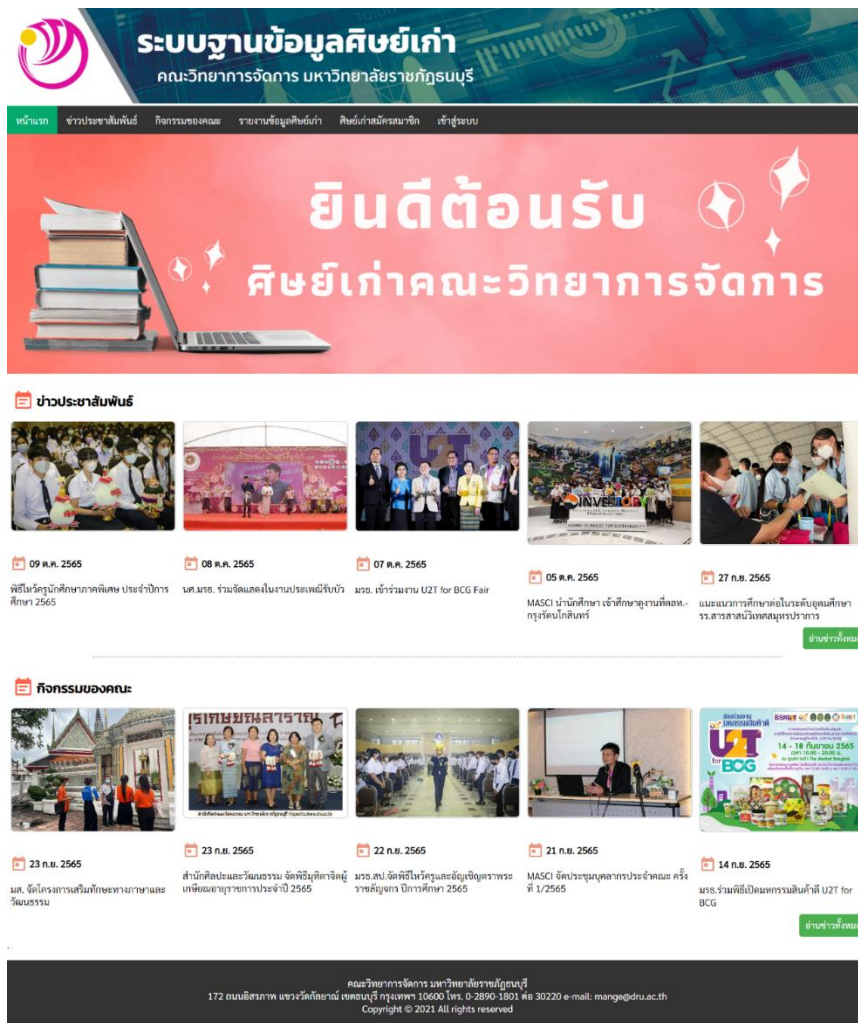 ระบบฐานข้อมูลศิษย์เก่า
คณะวิทยาการจัดการ มหาวิทยาลัยราชภัฏธนบุรี
หน้าแรก ข่าวประชาสัมพันธ์ กิจกรรมของคณะ รายงานข้อมูลศิษย์เก่า ศิษย์เก่าสมัครสมาชิก เข้าสู่ระบบ
ยินดีต้อนรับ
ศิษย์เก่าคณะวิทยาการจัดการ
ข่าวประชาสัมพันธ์
U2T
INVENTORY
09 ต.ค. 2565
พิธีไหว้ครูนักศึกษาภาคพิเศษ ประจำปีการ
ศึกษา 2565
08 ต.ค. 2565
นศ.มรธ. ร่วมจัดแสดงในงานประเพณีรับบัว
07 ต.ค. 2565
มรธ. เข้าร่วมงาน U2T for BCG Fair
05 ต.ค. 2565
MASCI นำนักศึกษา เข้าศึกษาดูงานที่ตลท.-
กรุงรัตนโกสินทร์
27 ก.ย. 2565
แนะแนวการศึกษาต่อในระดับอุดมศึกษา
รร.สารสาสน์วิเทศสมุทรปราการ
อ่านข่าวทั้งหมด
กิจกรรมของคณะ
U2T
for BCG
14 - 18 กันยายน 2565
23 ก.ย. 2565
มส. จัดโครงการเสริมทักษะทางภาษาและ
วัฒนธรรม
23 ก.ย. 2565
สำนักศิลปะและวัฒนธรรม จัดพิธีมุทิตาจิตผู้
เกษียณอายุราชการประจำปี 2565
22 ก.ย. 2565
มรธ.สป.จัดพิธีไหว้ครูและอัญเชิญตราพระ
ราชลัญจกร ปีการศึกษา 2565
21 ก.ย. 2565
MASCI จัดประชุมบุคลากรประจำคณะ ครั้ง
ที่ 1/2565
14 ก.ย. 2565
มรธ.ร่วมพิธีเปิดมหกรรมสินค้าดี U2T for
BCG
อ่านข่าวทั้งหมด
คณะวิทยาการจัดการ มหาวิทยาลัยราชภัฏธนบุรี
172 ถนนอิสรภาพ แขวงวัดกัลยาณ์ เขตธนบุรี กรุงเทพฯ 10600 โทร. 0-2890-1801 ต่อ 30220 e-mail: mange@dru.ac.th
Copyright © 2021 All rights reserved